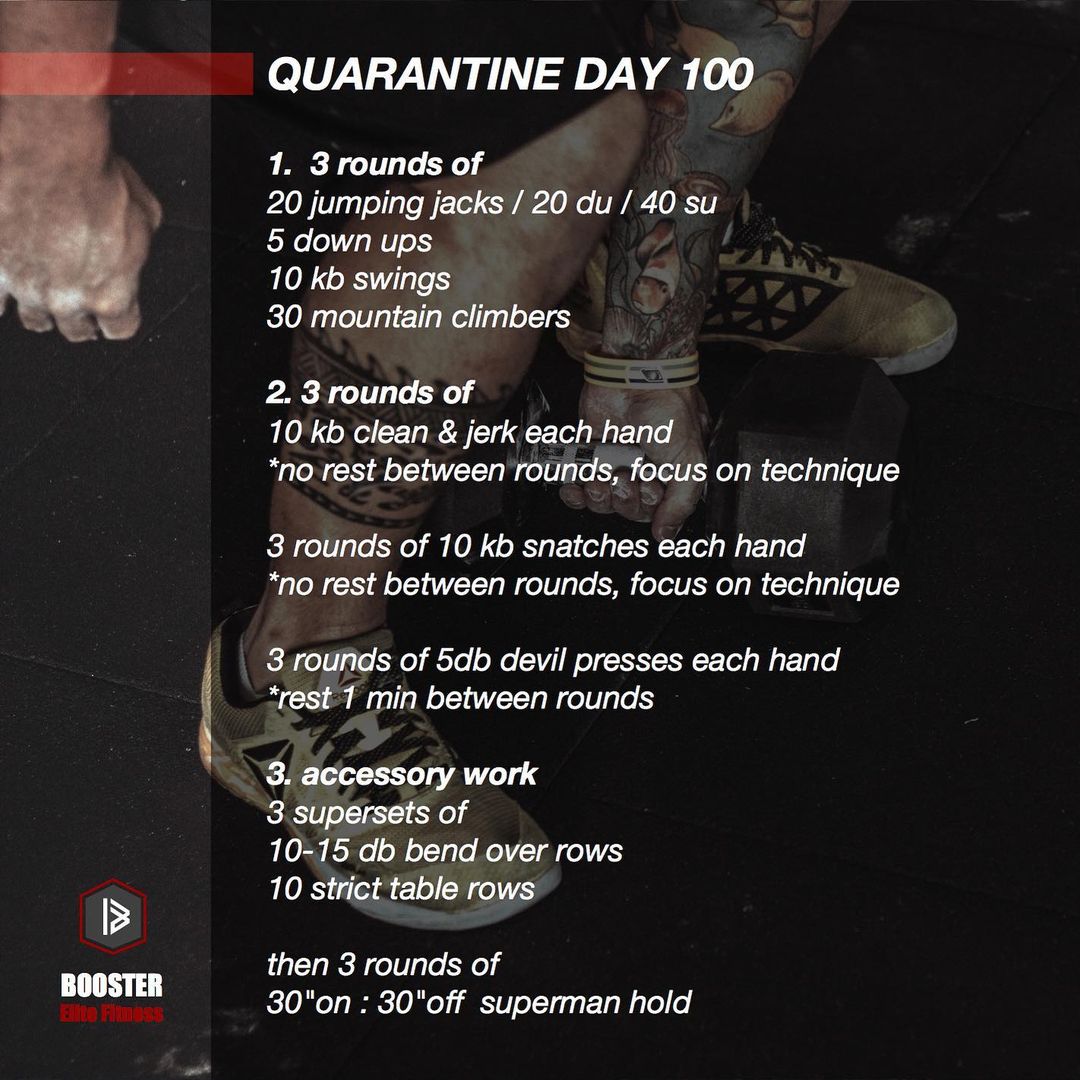 QUARANTINE DAY 100
1.  3 rounds of
20 jumping jacks / 20 du / 40 su
5 down ups
10 kb swings
30 mountain climbers
2. 3 rounds of
10 kb clean & jerk each hand
*no rest between rounds, focus on technique
3 rounds of 10 kb snatches each hand
*no rest between rounds, focus on technique
3 rounds of 5db devil presses each hand
*rest 1 min between rounds
3. accessory work
3 supersets of
10-15 db bend over rows
10 strict table rows
then 3 rounds of
30"on : 30"off  superman hold
BOOSTER
Elite Fitness